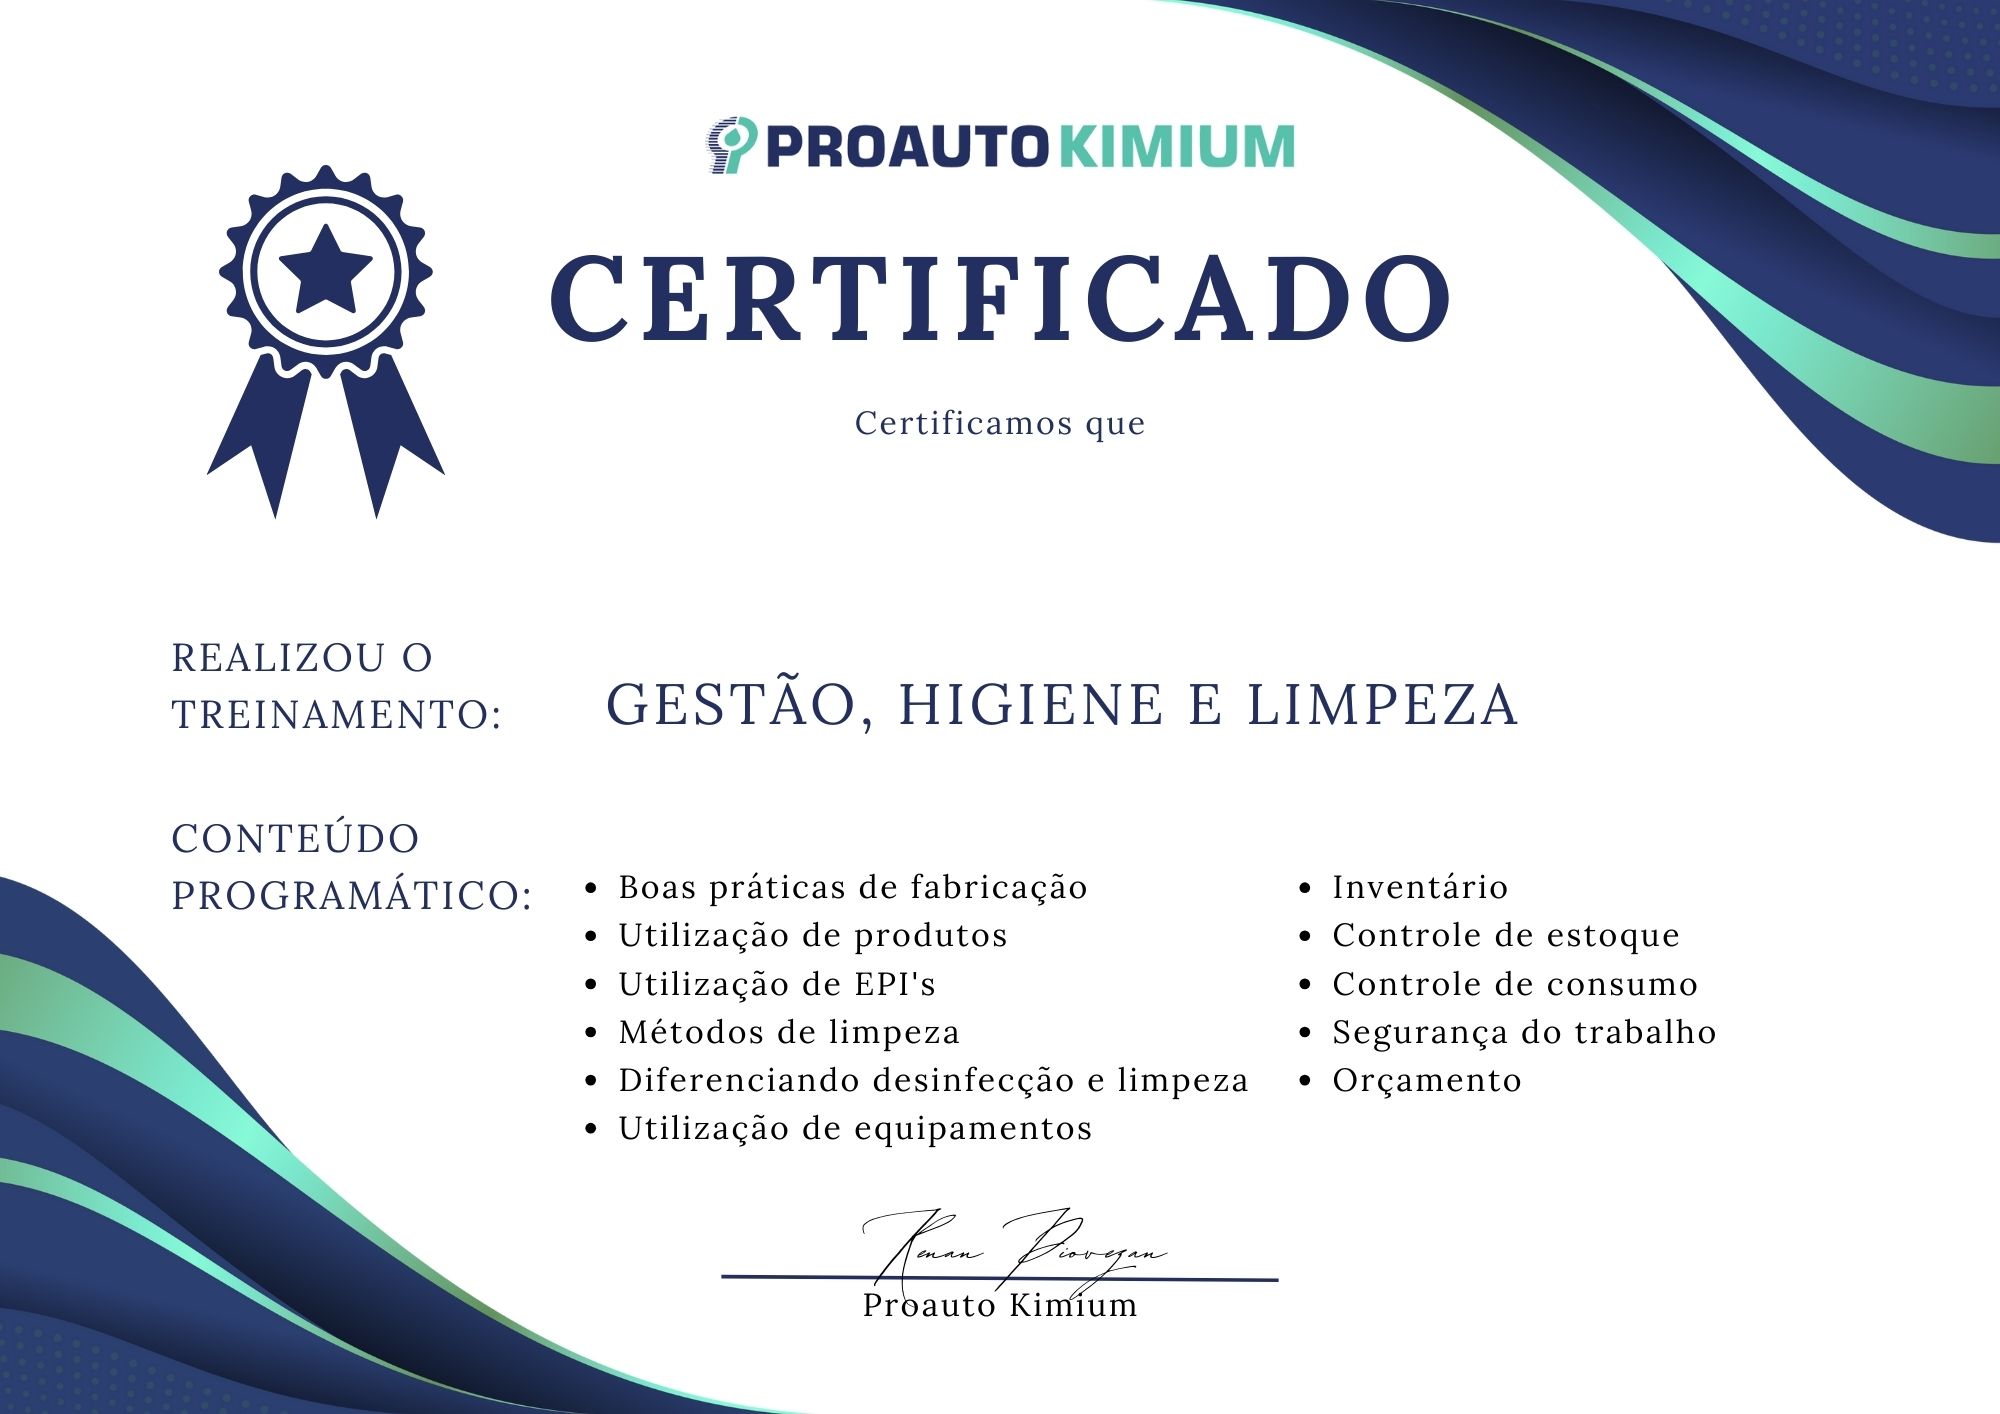 PROAUTO KIMIUM
CERTIFICADO
Certificamos que
REALIZOU O
TREINAMENTO:
GESTÃO, HIGIENE E LIMPEZA
CONTEÚDO
PROGRAMÁTICO:
• Boas práticas de fabricação
• Utilização de produtos
• Utilização de EPI's
• Métodos de limpeza
• Diferenciando desinfecção e limpeza
• Utilização de equipamentos
• Inventário
• Controle de estoque
• Controle de consumo
• Segurança do trabalho
• Orçamento
Renan Piovezan
Proauto Kimium